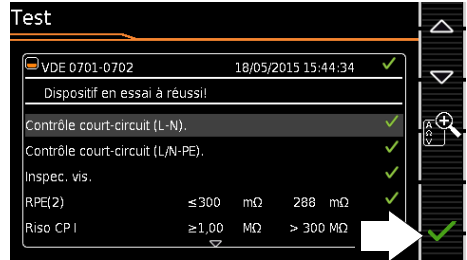 Test
VDE 0701-0702 18/05/2015 15:44:34
Dispositif en essai à réussi!
Contrôle court-circuit (L-N).
Contrôle court-circuit (L/N-PE).
Inspec. vis.
RPE(2) ≤300 mΩ 288 mΩ
Riso CP I ≥1,00 MΩ > 300 MΩ
AΩV